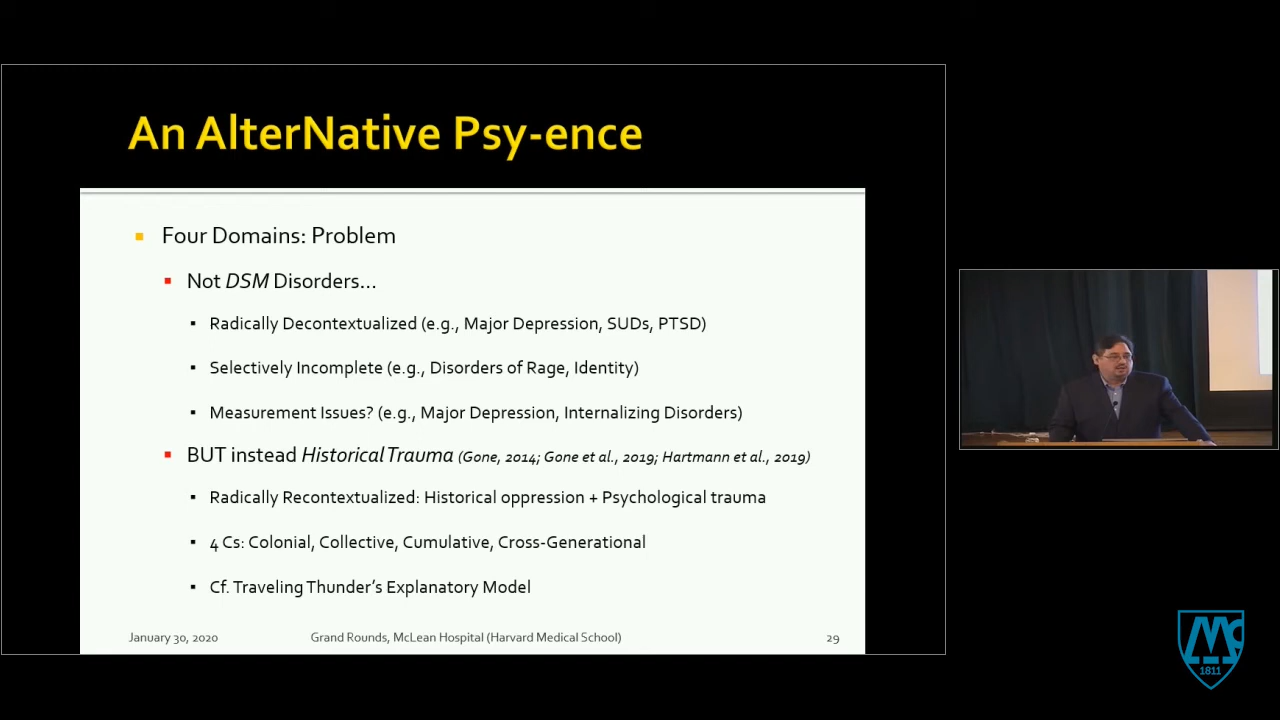 An AlterNative Psy-ence
Four Domains: Problem
Not DSM Disorders...
Radically Decontextualized (e.g., Major Depression, SUDs, PTSD)
Selectively Incomplete (e.g., Disorders of Rage, Identity)
Measurement Issues? (e.g., Major Depression, Internalizing Disorders)
BUT instead Historical Trauma (Gone, 2014; Gone et al., 2019; Hartmann et al., 2019)
Radically Recontextualized: Historical oppression + Psychological trauma
4 Cs: Colonial, Collective, Cumulative, Cross-Generational
Cf. Traveling Thunder's Explanatory Model
January 30, 2020 Grand Rounds, McLean Hospital (Harvard Medical School) 29
Mc
1811